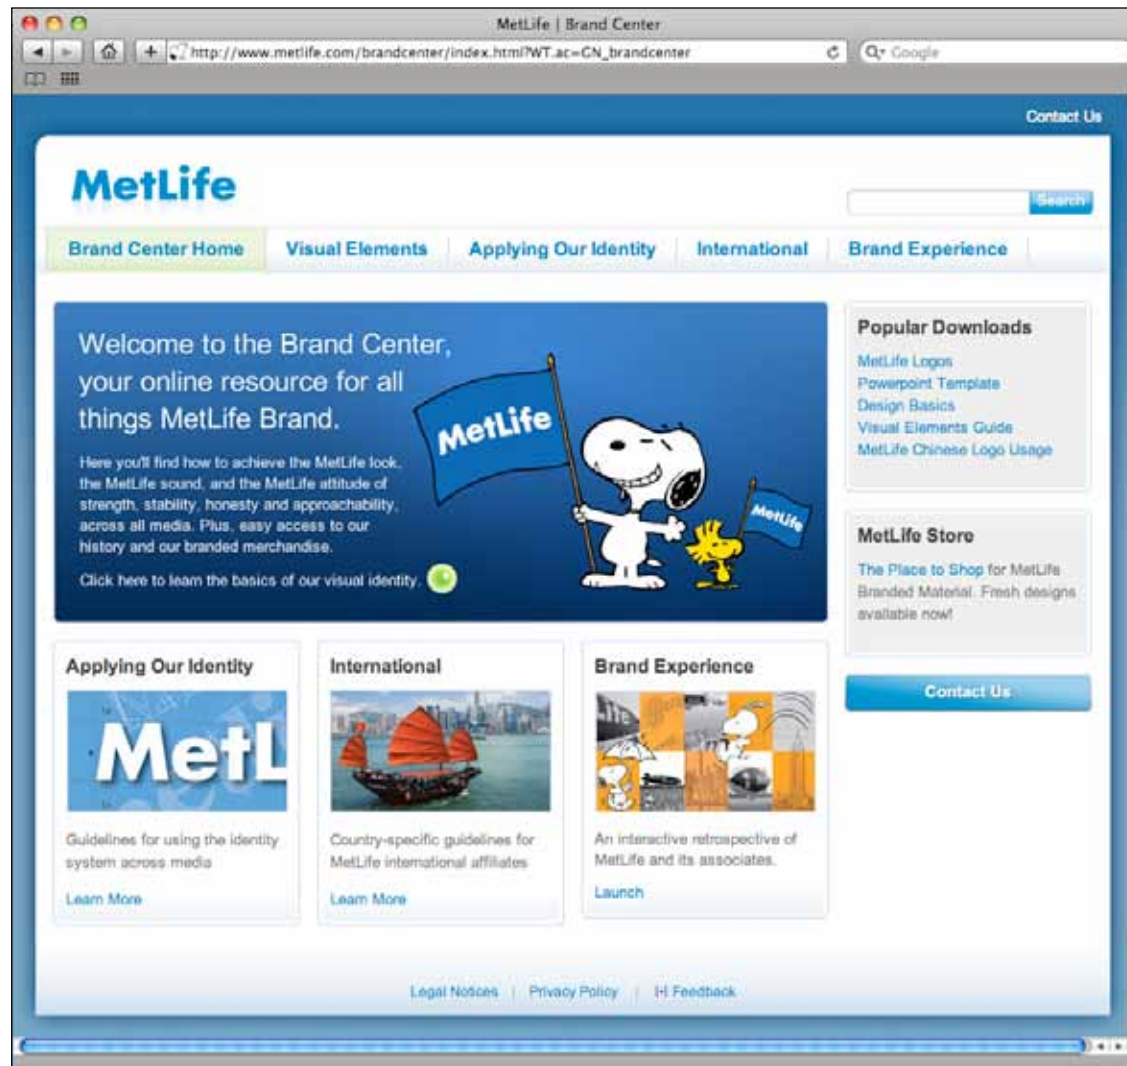 MetLife | Brand Center
http://www.metlife.com/brandcenter/index.html?WT.ac=GN_brandcenter
Google
Contact Us
MetLife
Search
Brand Center Home
Visual Elements
Applying Our Identity
International
Brand Experience
Welcome to the Brand Center,
your online resource for all
things MetLife Brand.
Here you'll find how to achieve the MetLife look,
the MetLife sound, and the MetLife attitude of
strength, stability, honesty and approachability,
across all media. Plus, easy access to our
history and our branded merchandise.
Click here to learn the basics of our visual identity.
MetLife
MetLife
Popular Downloads
MetLife Logos
Powerpoint Template
Design Basics
Visual Elements Guide
MetLife Chinese Logo Usage
MetLife Store
The Place to Shop for MetLife
Branded Material. Fresh designs
available now!
Contact Us
Applying Our Identity
MetL
Guidelines for using the identity
system across media
Learn More
International
Country-specific guidelines for
MetLife international affiliates
Learn More
Brand Experience
An interactive retrospective of
MetLife and its associates.
Launch
Legal Notices | Privacy Policy | [+] Feedback